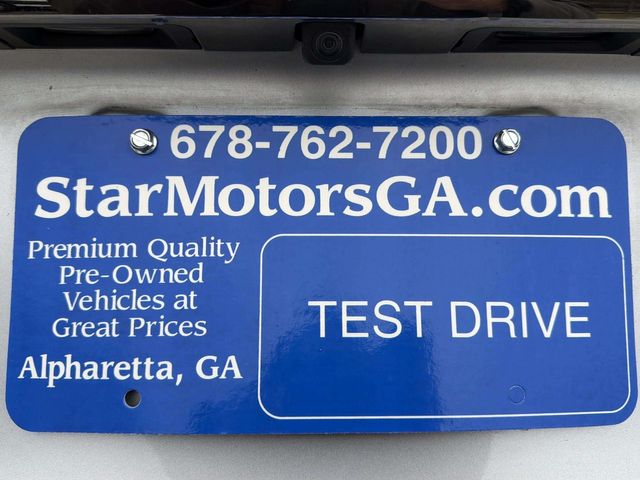 678-762-7200
StarMotorsGA.com
Premium Quality
Pre-Owned
Vehicles at
Great Prices
Alpharetta, GA
TEST DRIVE